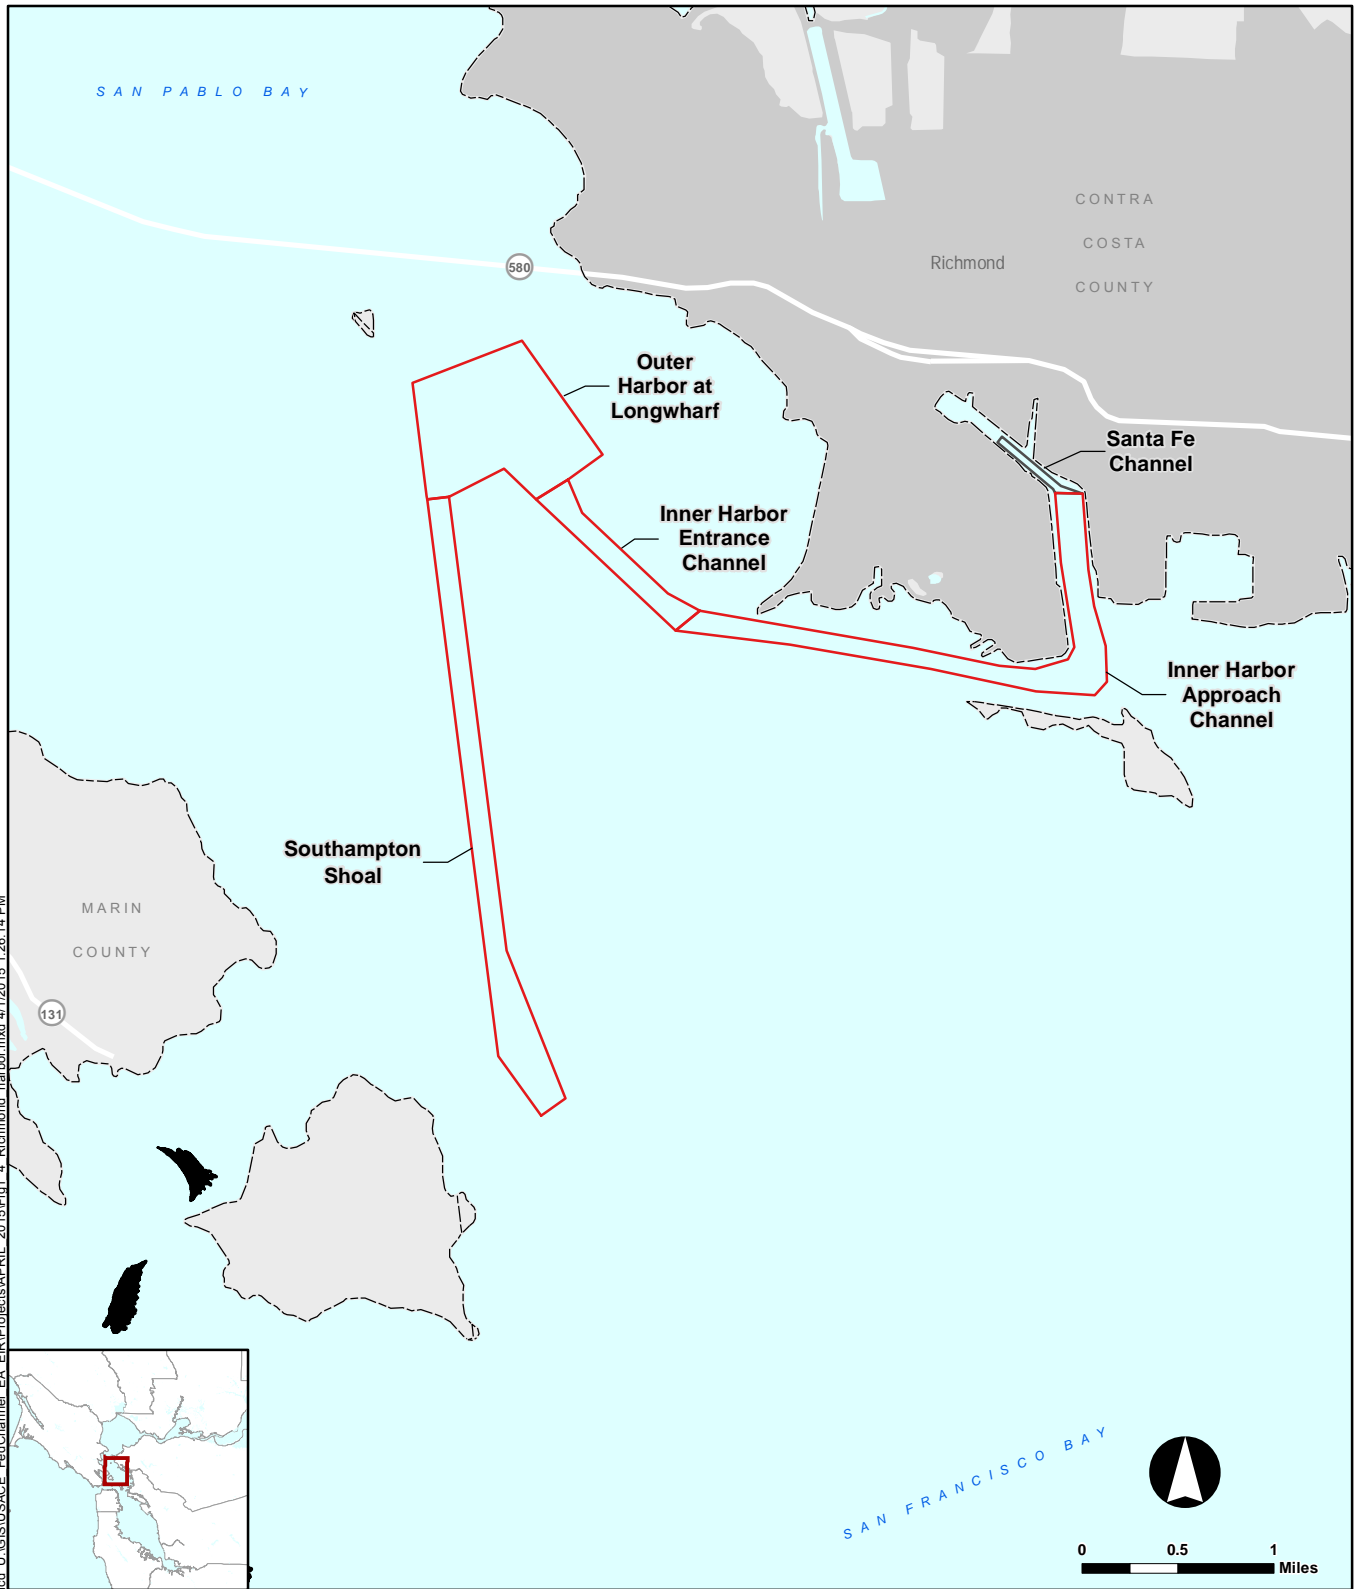 SAN PABLO BAY
580
CONTRA
COSTA
COUNTY
Richmond
Outer
Harbor at
Longwharf
Santa Fe
Channel
Inner Harbor
Entrance
Channel
Inner Harbor
Approach
Channel
Southampton
Shoal
MARIN
COUNTY
131
SAN FRANCISCO BAY
0 0.5 1
Miles